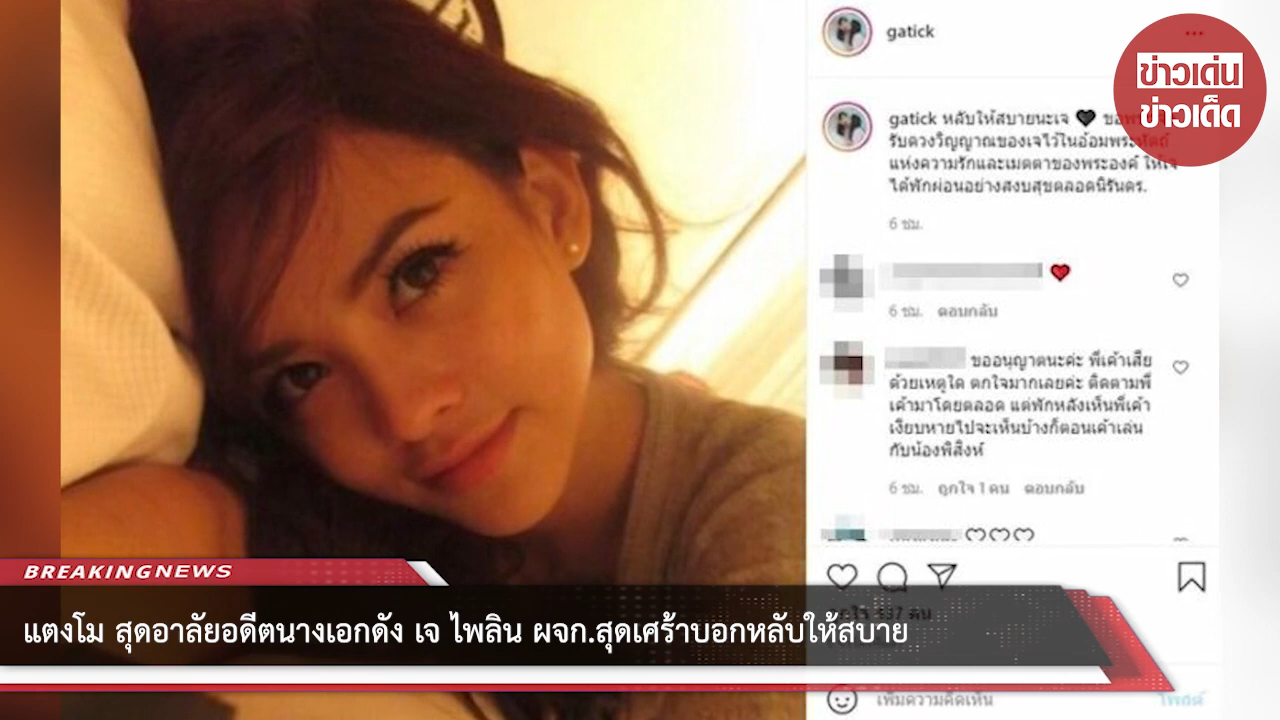 gatick
ข่าวเด่น
ข่าวเด็ด
gatick หลับให้สบายนะเจ 🖤
รับดวงวิญญาณของเจไว้ในอ้อมพระหัตถ์
แห่งความรักและเมตตาของพระองค์ ให้เจ
ได้พักผ่อนอย่างสงบสุขตลอดนิรันดร.
6 ชม.
❤
6 ชม. ตอบกลับ
ขออนุญาตนะค่ะ พี่เค้าเสีย
ด้วยเหตุใด ตกใจมากเลยค่ะ ติดตามพี่
เค้ามาโดยตลอด แต่พักหลังเห็นพี่เค้า
เงียบหายไปจะเห็นบ้างก็ตอนเค้าเล่น
กับน้องพิสิงห์
6 ชม. ถูกใจ 1 คน ตอบกลับ
BREAKINGNEWS
แตงโม สุดอาลัยอดีตนางเอกดัง เจ ไพลิน ผจก.สุดเศร้าบอกหลับให้สบาย
เพิ่มความคิดเห็น
โพสต์